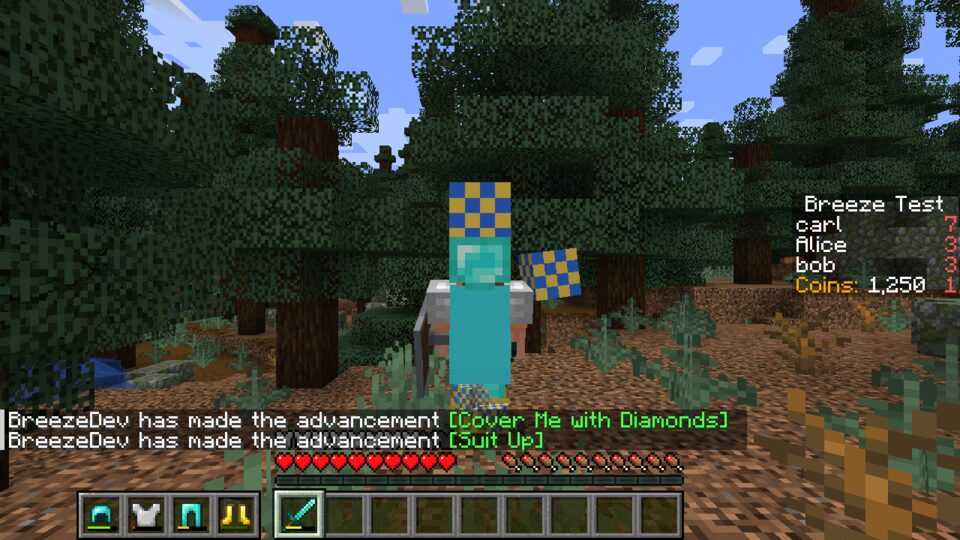 Breeze Test
carl 7
Alice 3
bob 3
Coins: 1,250 1
BreezeDev has made the advancement [Cover Me with Diamonds]
BreezeDev has made the advancement [Suit Up]